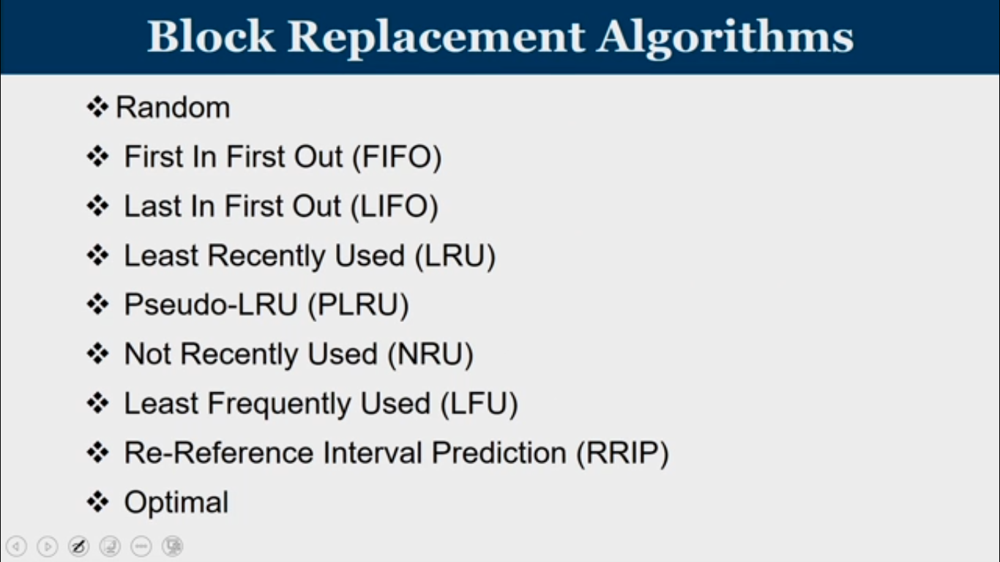 Block Replacement Algorithms
Random
First In First Out (FIFO)
Last In First Out (LIFO)
Least Recently Used (LRU)
Pseudo-LRU (PLRU)
Not Recently Used (NRU)
Least Frequently Used (LFU)
Re-Reference Interval Prediction (RRIP)
Optimal